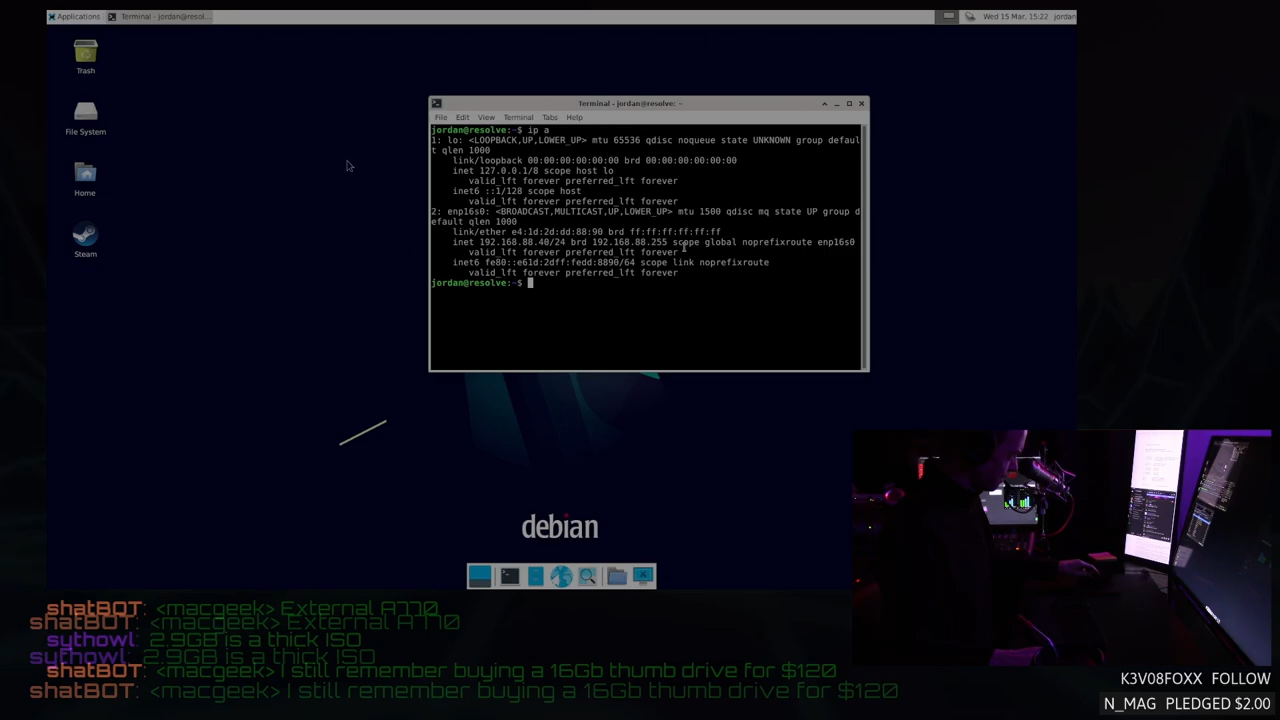 Applications
Terminal - jordan@resol...
Wed 15 Mar, 15:22 jordan
Trash
File System
Home
Steam
Terminal - jordan@resolve: ~
File Edit View Terminal Tabs Help
jordan@resolve:~$ ip a
1: lo: <LOOPBACK,UP,LOWER_UP> mtu 65536 qdisc noqueue state UNKNOWN group defaul
t qlen 1000
link/loopback 00:00:00:00:00:00 brd 00:00:00:00:00:00
inet 127.0.0.1/8 scope host lo
valid_lft forever preferred_lft forever
inet6 ::1/128 scope host
valid_lft forever preferred_lft forever
2: enp16s0: <BROADCAST,MULTICAST,UP,LOWER_UP> mtu 1500 qdisc mq state UP group d
efault qlen 1000
link/ether e4:1d:2d:dd:88:90 brd ff:ff:ff:ff:ff:ff
inet 192.168.88.40/24 brd 192.168.88.255 scope global noprefixroute enp16s0
valid_lft forever preferred_lft forever
inet6 fe80::e61d:2dff:fedd:8890/64 scope link noprefixroute
valid_lft forever preferred_lft forever
jordan@resolve:~$
debian
shatBOT: <macgeek> External A770
shatBOT: <macgeek> External A770
sythowl: 2.9GB is a thick ISO
sythowl: 2.9GB is a thick ISO
shatBOT: <macgeek> I still remember buying a 16Gb thumb drive for $120
shatBOT: <macgeek> I still remember buying a 16Gb thumb drive for $120
K3V08FOXX FOLLOW
N_MAG PLEDGED $2.00